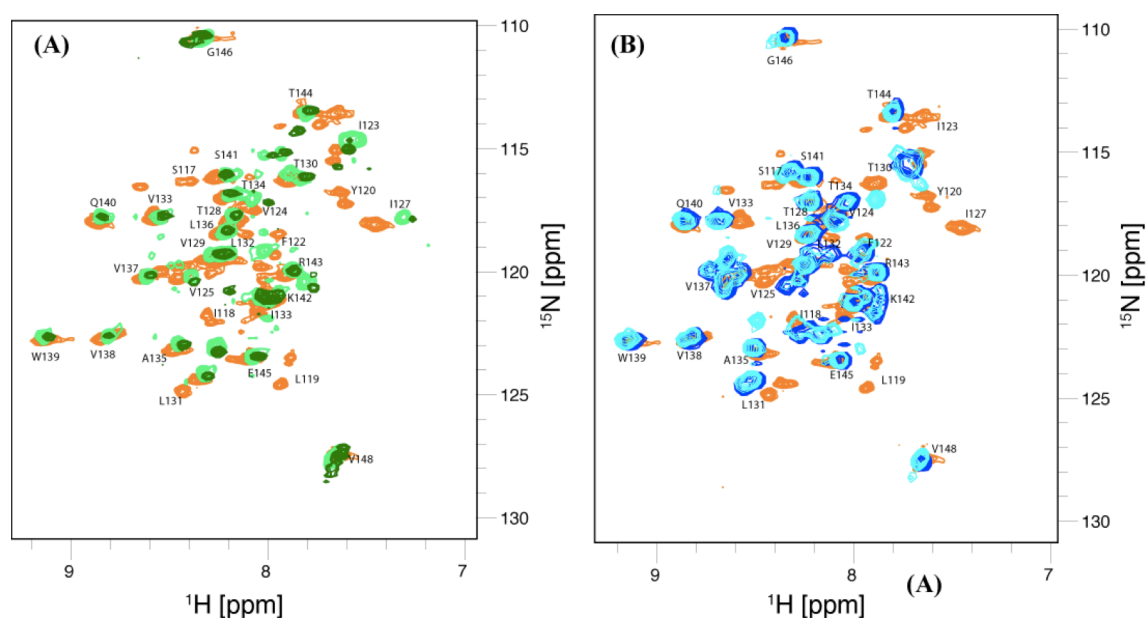 (A)
G146
T144
I123
S141
S117
T130
T134
Y120
Q140
V133
V124
I127
T128
L136
V129
L132
F122
V137
R143
V125
K142
I118
I133
W139
V138
A135
E145
L119
L131
V148
110
115
120
125
130
15N [ppm]
9
8
7
1H [ppm]
(B)
G146
T144
I123
S141
S117
T130
T134
Y120
Q140
V133
V124
I127
T128
L136
V129
F122
V137
R143
V125
K142
I118
I133
W139
V138
A135
E145
L119
L131
V148
110
115
120
125
130
15N [ppm]
9
8
7
(A)
1H [ppm]